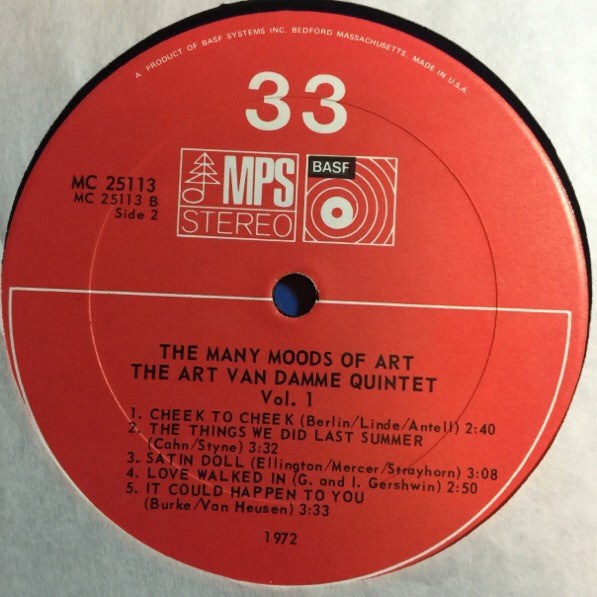 A PRODUCT OF BASF SYSTEMS INC. BEDFORD MASSACHUSETTS. MADE IN U.S.A.
33
MPS
STEREO
BASF
MC 25113
MC 25113 B
Side 2
THE MANY MOODS OF ART
THE ART VAN DAMME QUINTET
Vol. 1
1. CHEEK TO CHEEK (Berlin/Linde/Antell) 2:40
2. THE THINGS WE DID LAST SUMMER
(Cahn/Styne) 3:32
3. SATIN DOLL (Ellington/Mercer/Strayhorn) 3:08
4. LOVE WALKED IN (G. and I. Gershwin) 2:50
5. IT COULD HAPPEN TO YOU
(Burke/Van Heusen) 3:33
1972